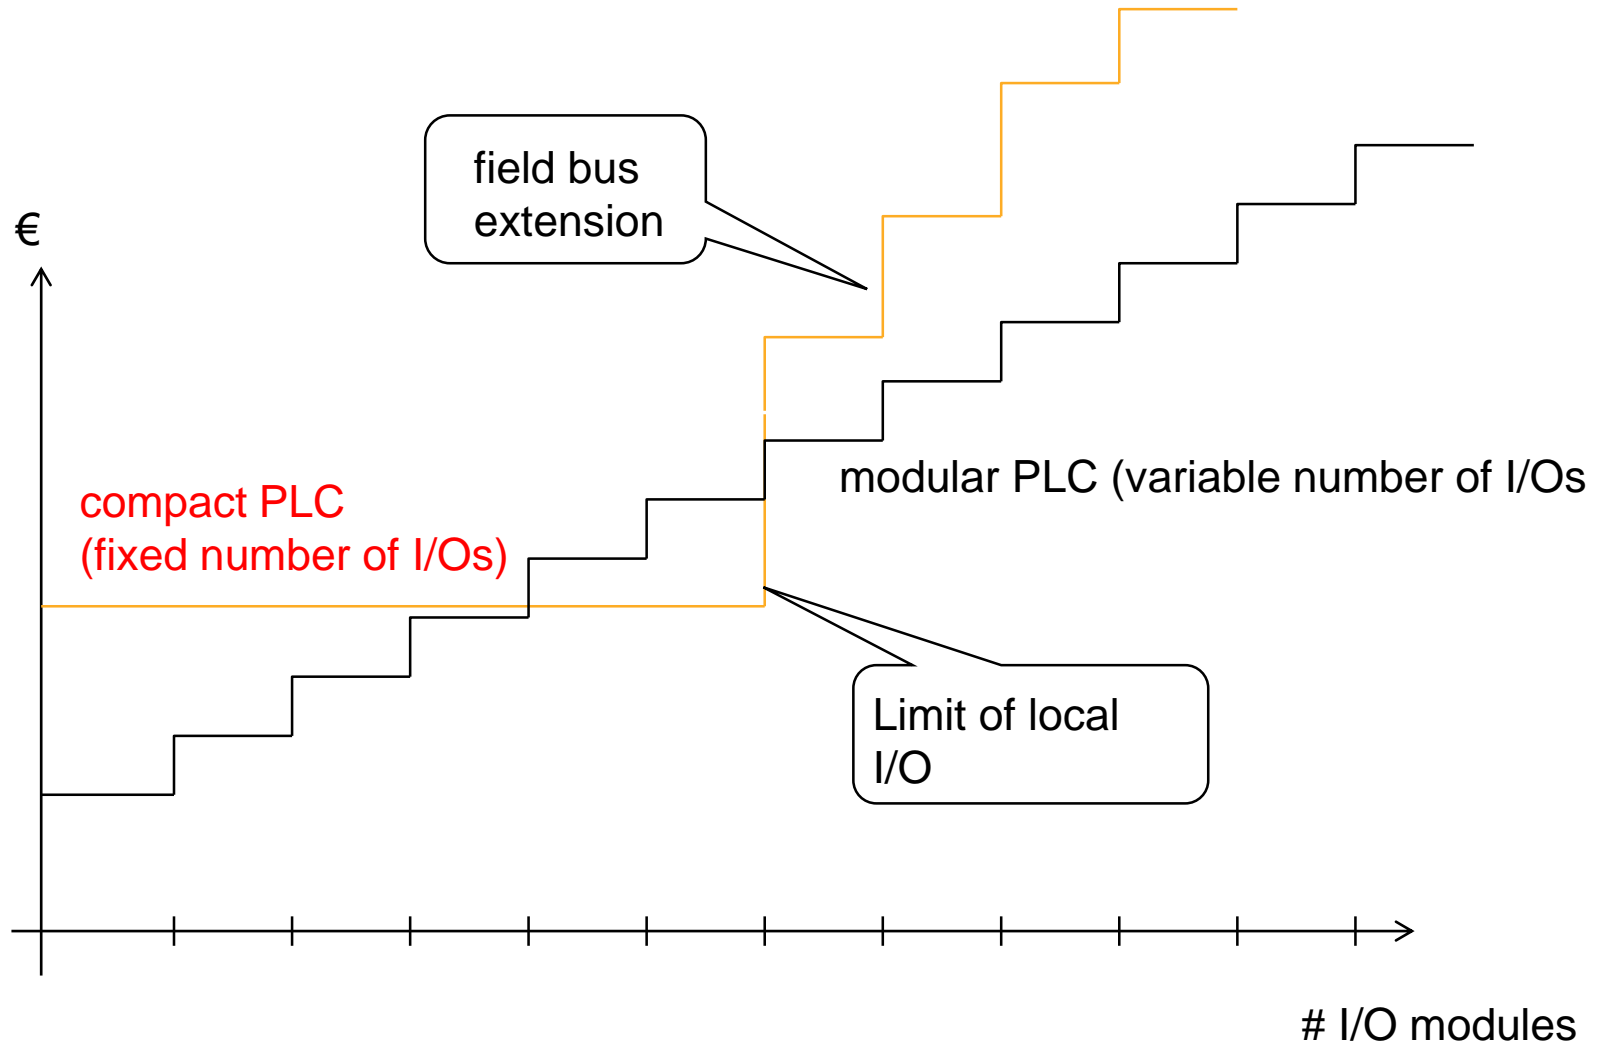 field bus
extension
€
modular PLC (variable number of I/Os
compact PLC
(fixed number of I/Os)
Limit of local
I/O
# I/O modules